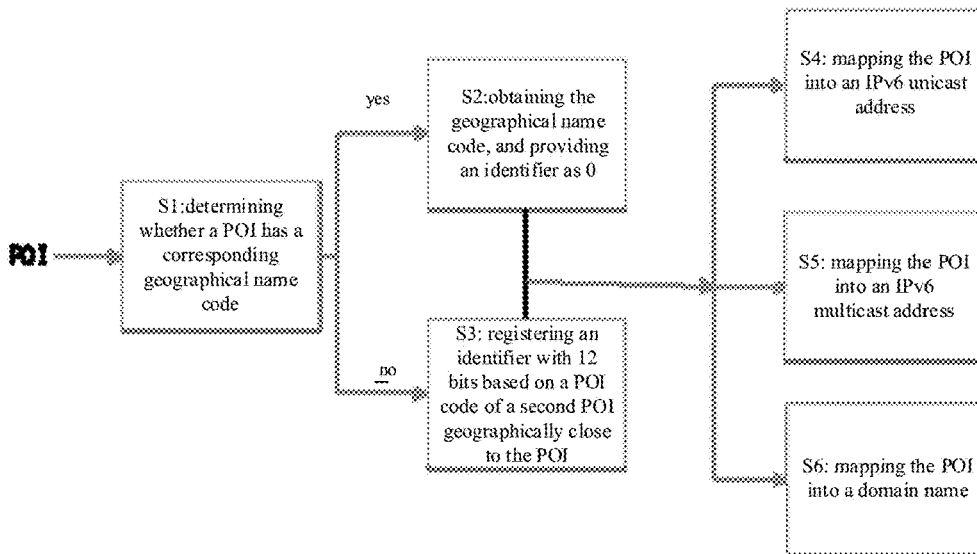 POI
S1:determining
whether a POI has a
corresponding
geographical name
code
yes
S2:obtaining the
geographical name
code, and providing
an identifier as 0
no
S3: registering an
identifier with 12
bits based on a POI
code of a second POI
geographically close
to the POI
S4: mapping the POI
into an IPv6 unicast
address
S5: mapping the POI
into an IPv6
multicast address
S6: mapping the POI
into a domain name